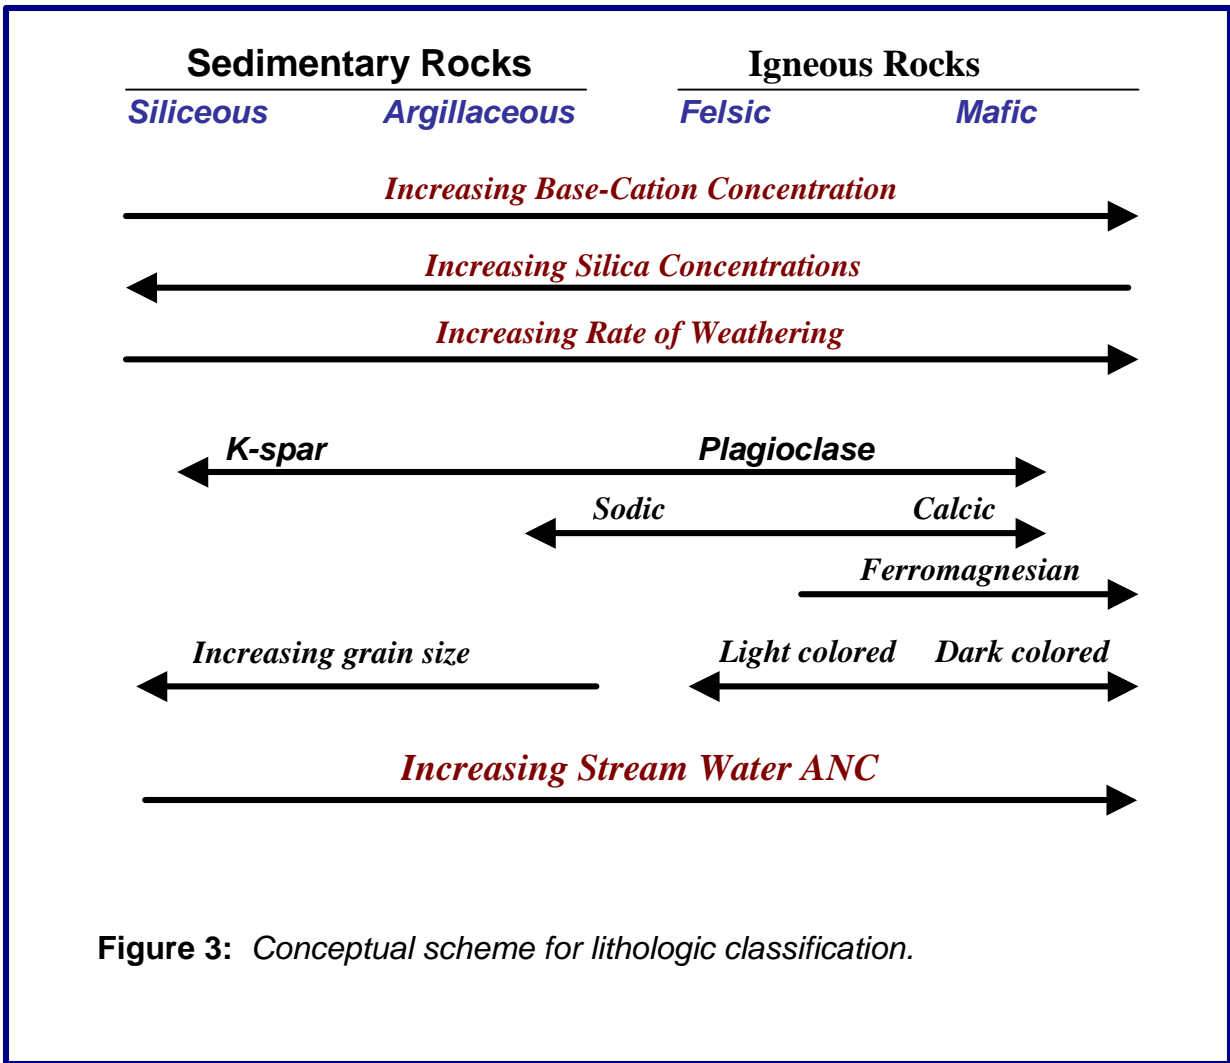 Sedimentary Rocks Igneous Rocks
Siliceous Argillaceous Felsic Mafic
Increasing Base-Cation Concentration
Increasing Silica Concentrations
Increasing Rate of Weathering
K-spar Plagioclase
Sodic Calcic
Ferromagnesian
Increasing grain size Light colored Dark colored
Increasing Stream Water ANC
Figure 3: Conceptual scheme for lithologic classification.